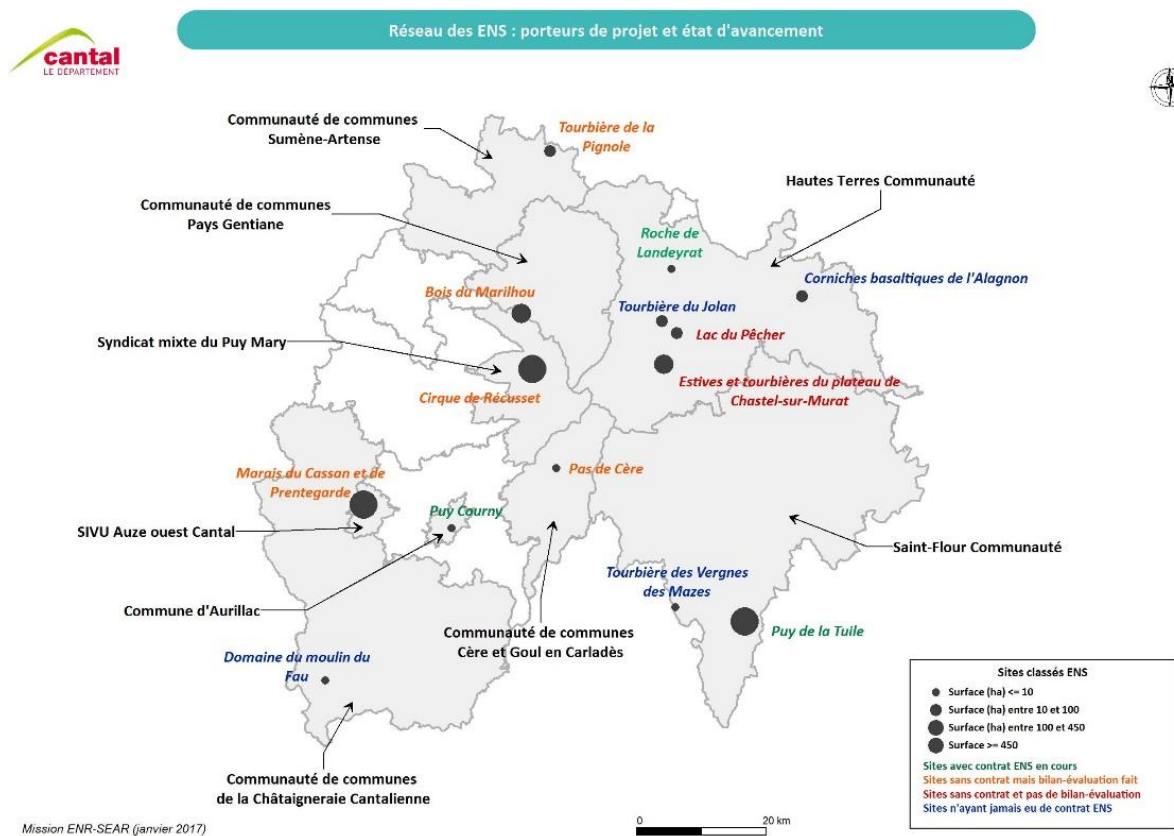 Réseau des ENS : porteurs de projet et état d'avancement
cantal
LE DÉPARTEMENT
N
Communauté de communes
Sumène-Artense
Tourbière de la
Pignole
Hautes Terres Communauté
Communauté de communes
Pays Gentiane
Roche de
Landeyrat
Corniches basaltiques de l'Alagnon
Bois du Marilhou
Tourbière du Jolan
Lac du Pêcher
Syndicat mixte du Puy Mary
Cirque de Récusset
Estives et tourbières du plateau de
Chastel-sur-Murat
Marais du Cassan et de
Prentegarde
Pas de Cère
Puy Courny
SIVU Auze ouest Cantal
Saint-Flour Communauté
Tourbière des Vergnes
des Mazes
Commune d'Aurillac
Communauté de communes
Cère et Goul en Carladès
Puy de la Tuile
Domaine du moulin du
Fau
Communauté de communes
de la Châtaigneraie Cantalienne
Sites classés ENS
Surface (ha) <= 10
Surface (ha) entre 10 et 100
Surface (ha) entre 100 et 450
Surface >= 450
Sites avec contrat ENS en cours
Sites sans contrat mais bilan-évaluation fait
Sites sans contrat et pas de bilan-évaluation
Sites n'ayant jamais eu de contrat ENS
0 20 km
Mission ENR-SEAR (janvier 2017)